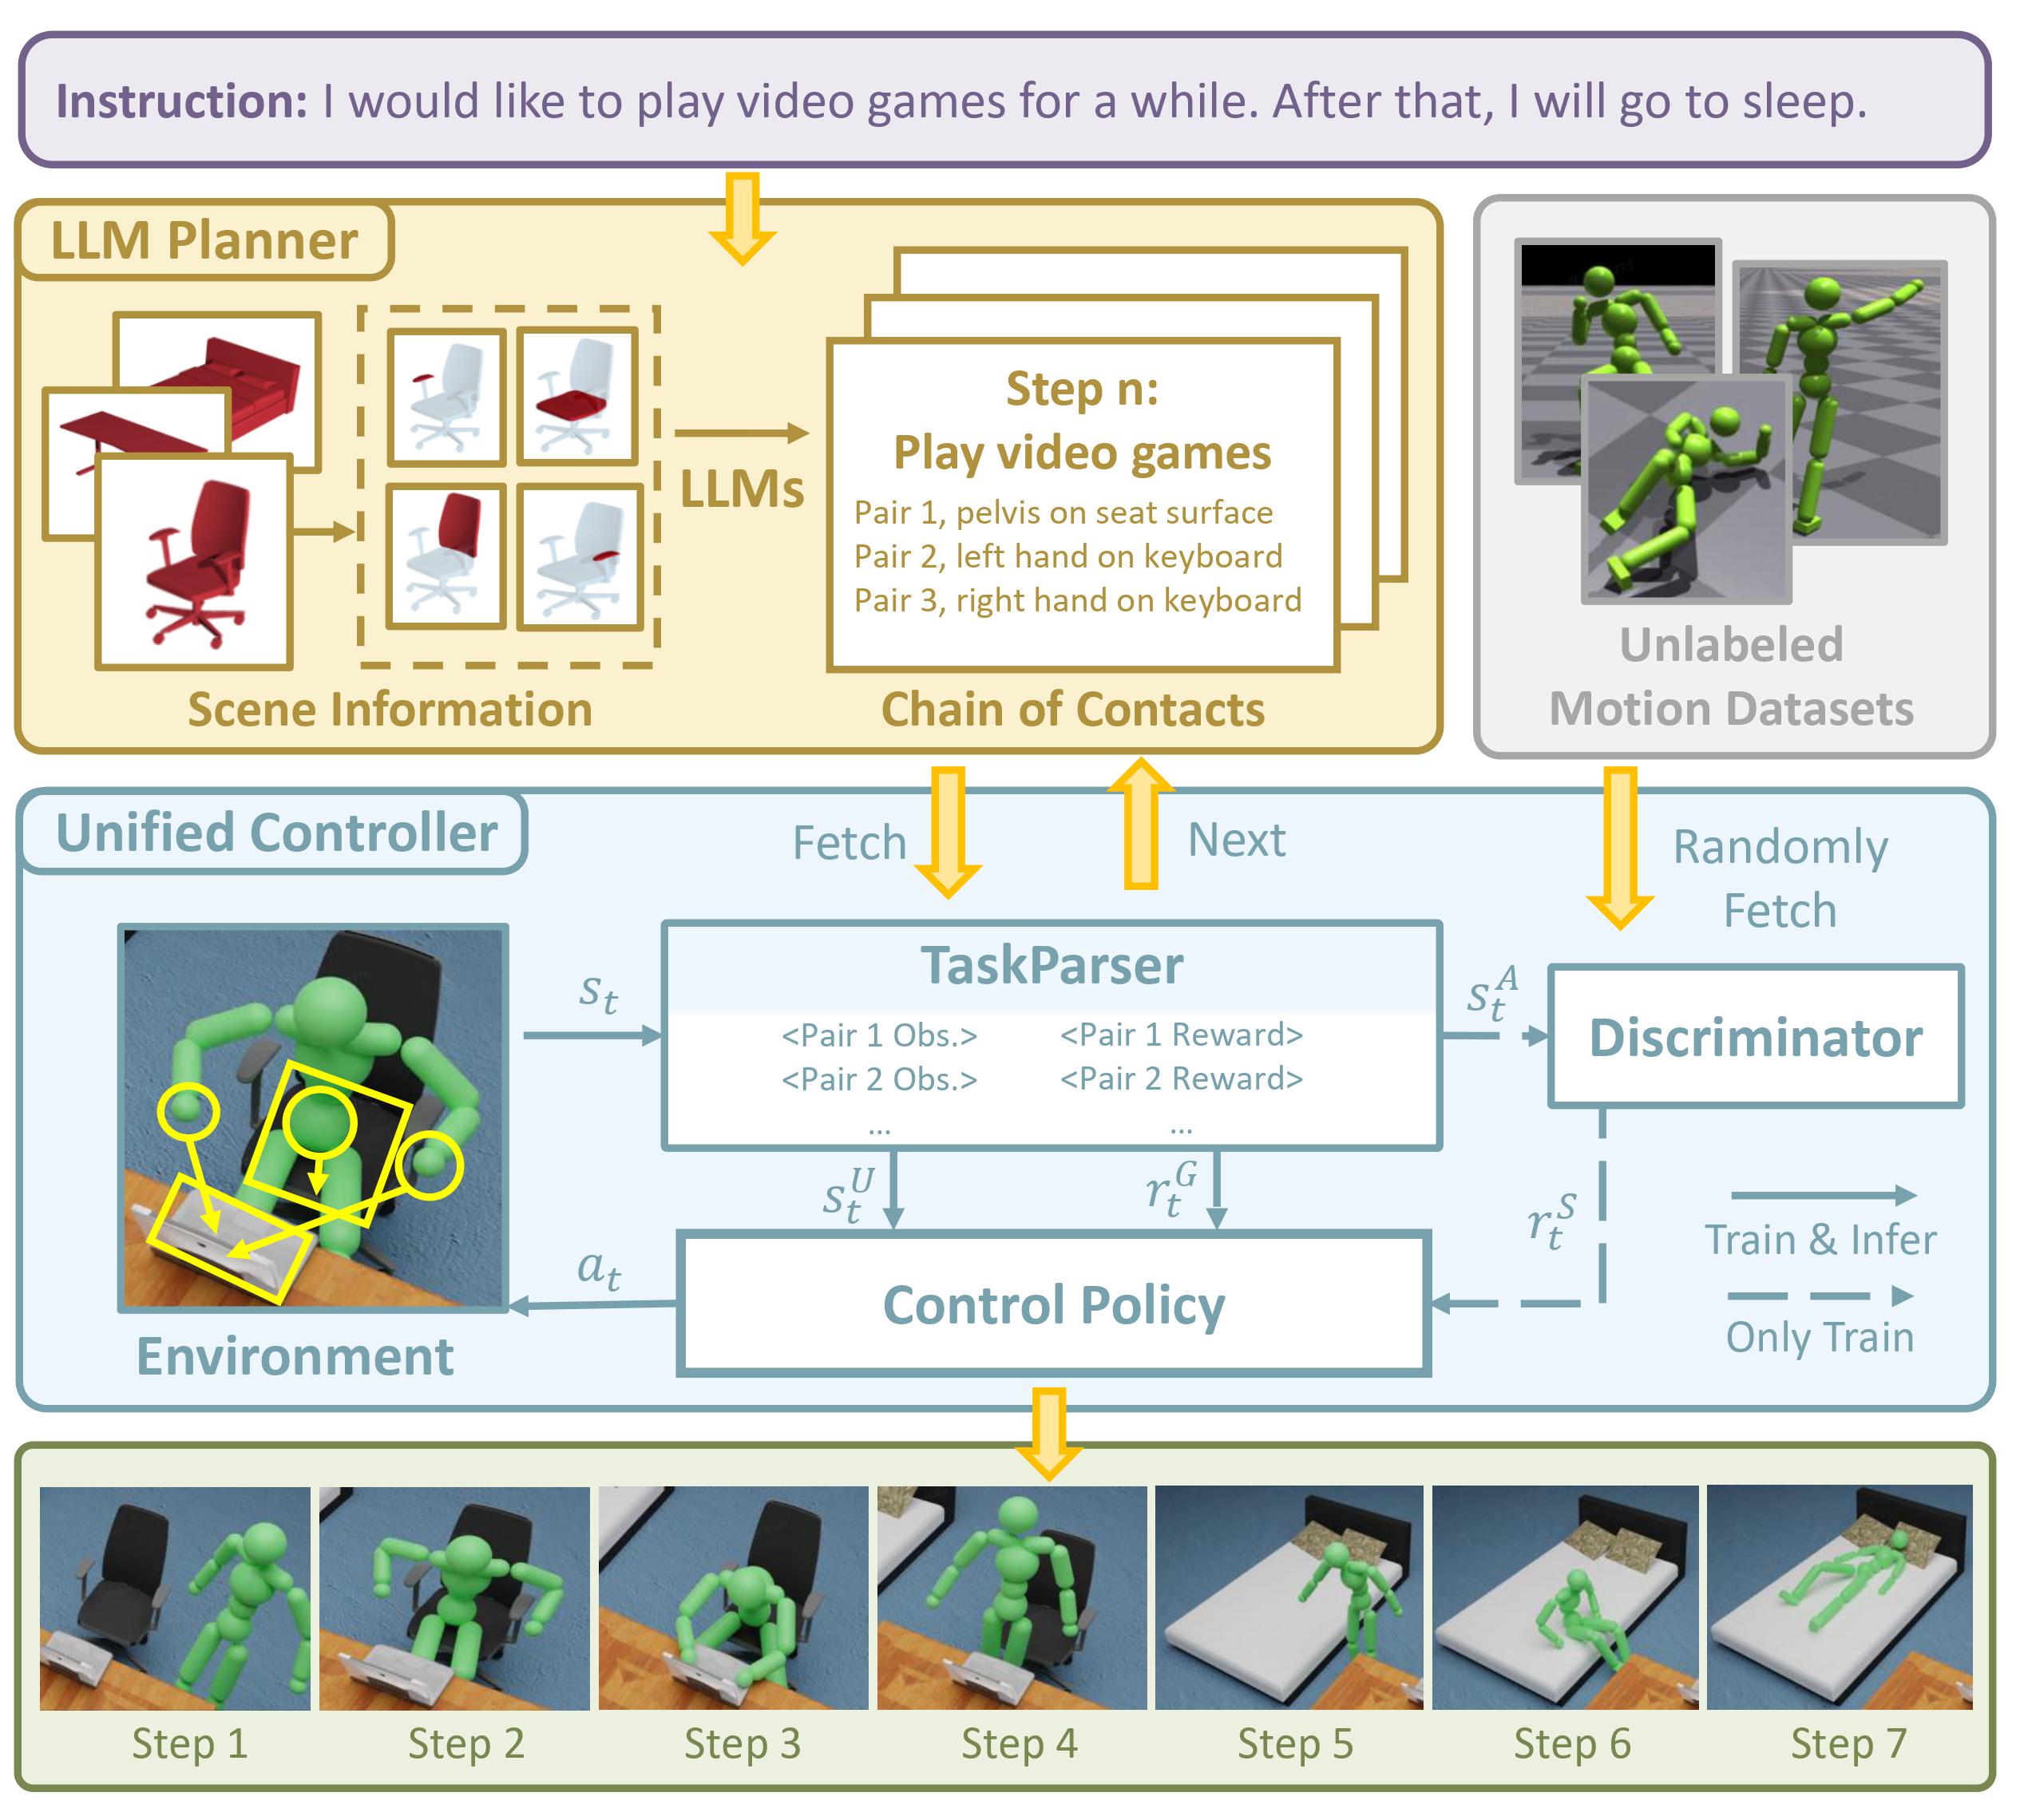 Instruction: I would like to play video games for a while. After that, I will go to sleep.
LLM Planner
LLMs
Step n:
Play video games
Pair 1, pelvis on seat surface
Pair 2, left hand on keyboard
Pair 3, right hand on keyboard
Scene Information
Chain of Contacts
Unlabeled
Motion Datasets
Unified Controller
Fetch
Next
Randomly
Fetch
s_t
TaskParser
<Pair 1 Obs.> <Pair 1 Reward>
<Pair 2 Obs.> <Pair 2 Reward>
... ...
s_t^A
Discriminator
s_t^U
r_t^G
r_t^S
a_t
Control Policy
Environment
Train & Infer
Only Train
Step 1
Step 2
Step 3
Step 4
Step 5
Step 6
Step 7